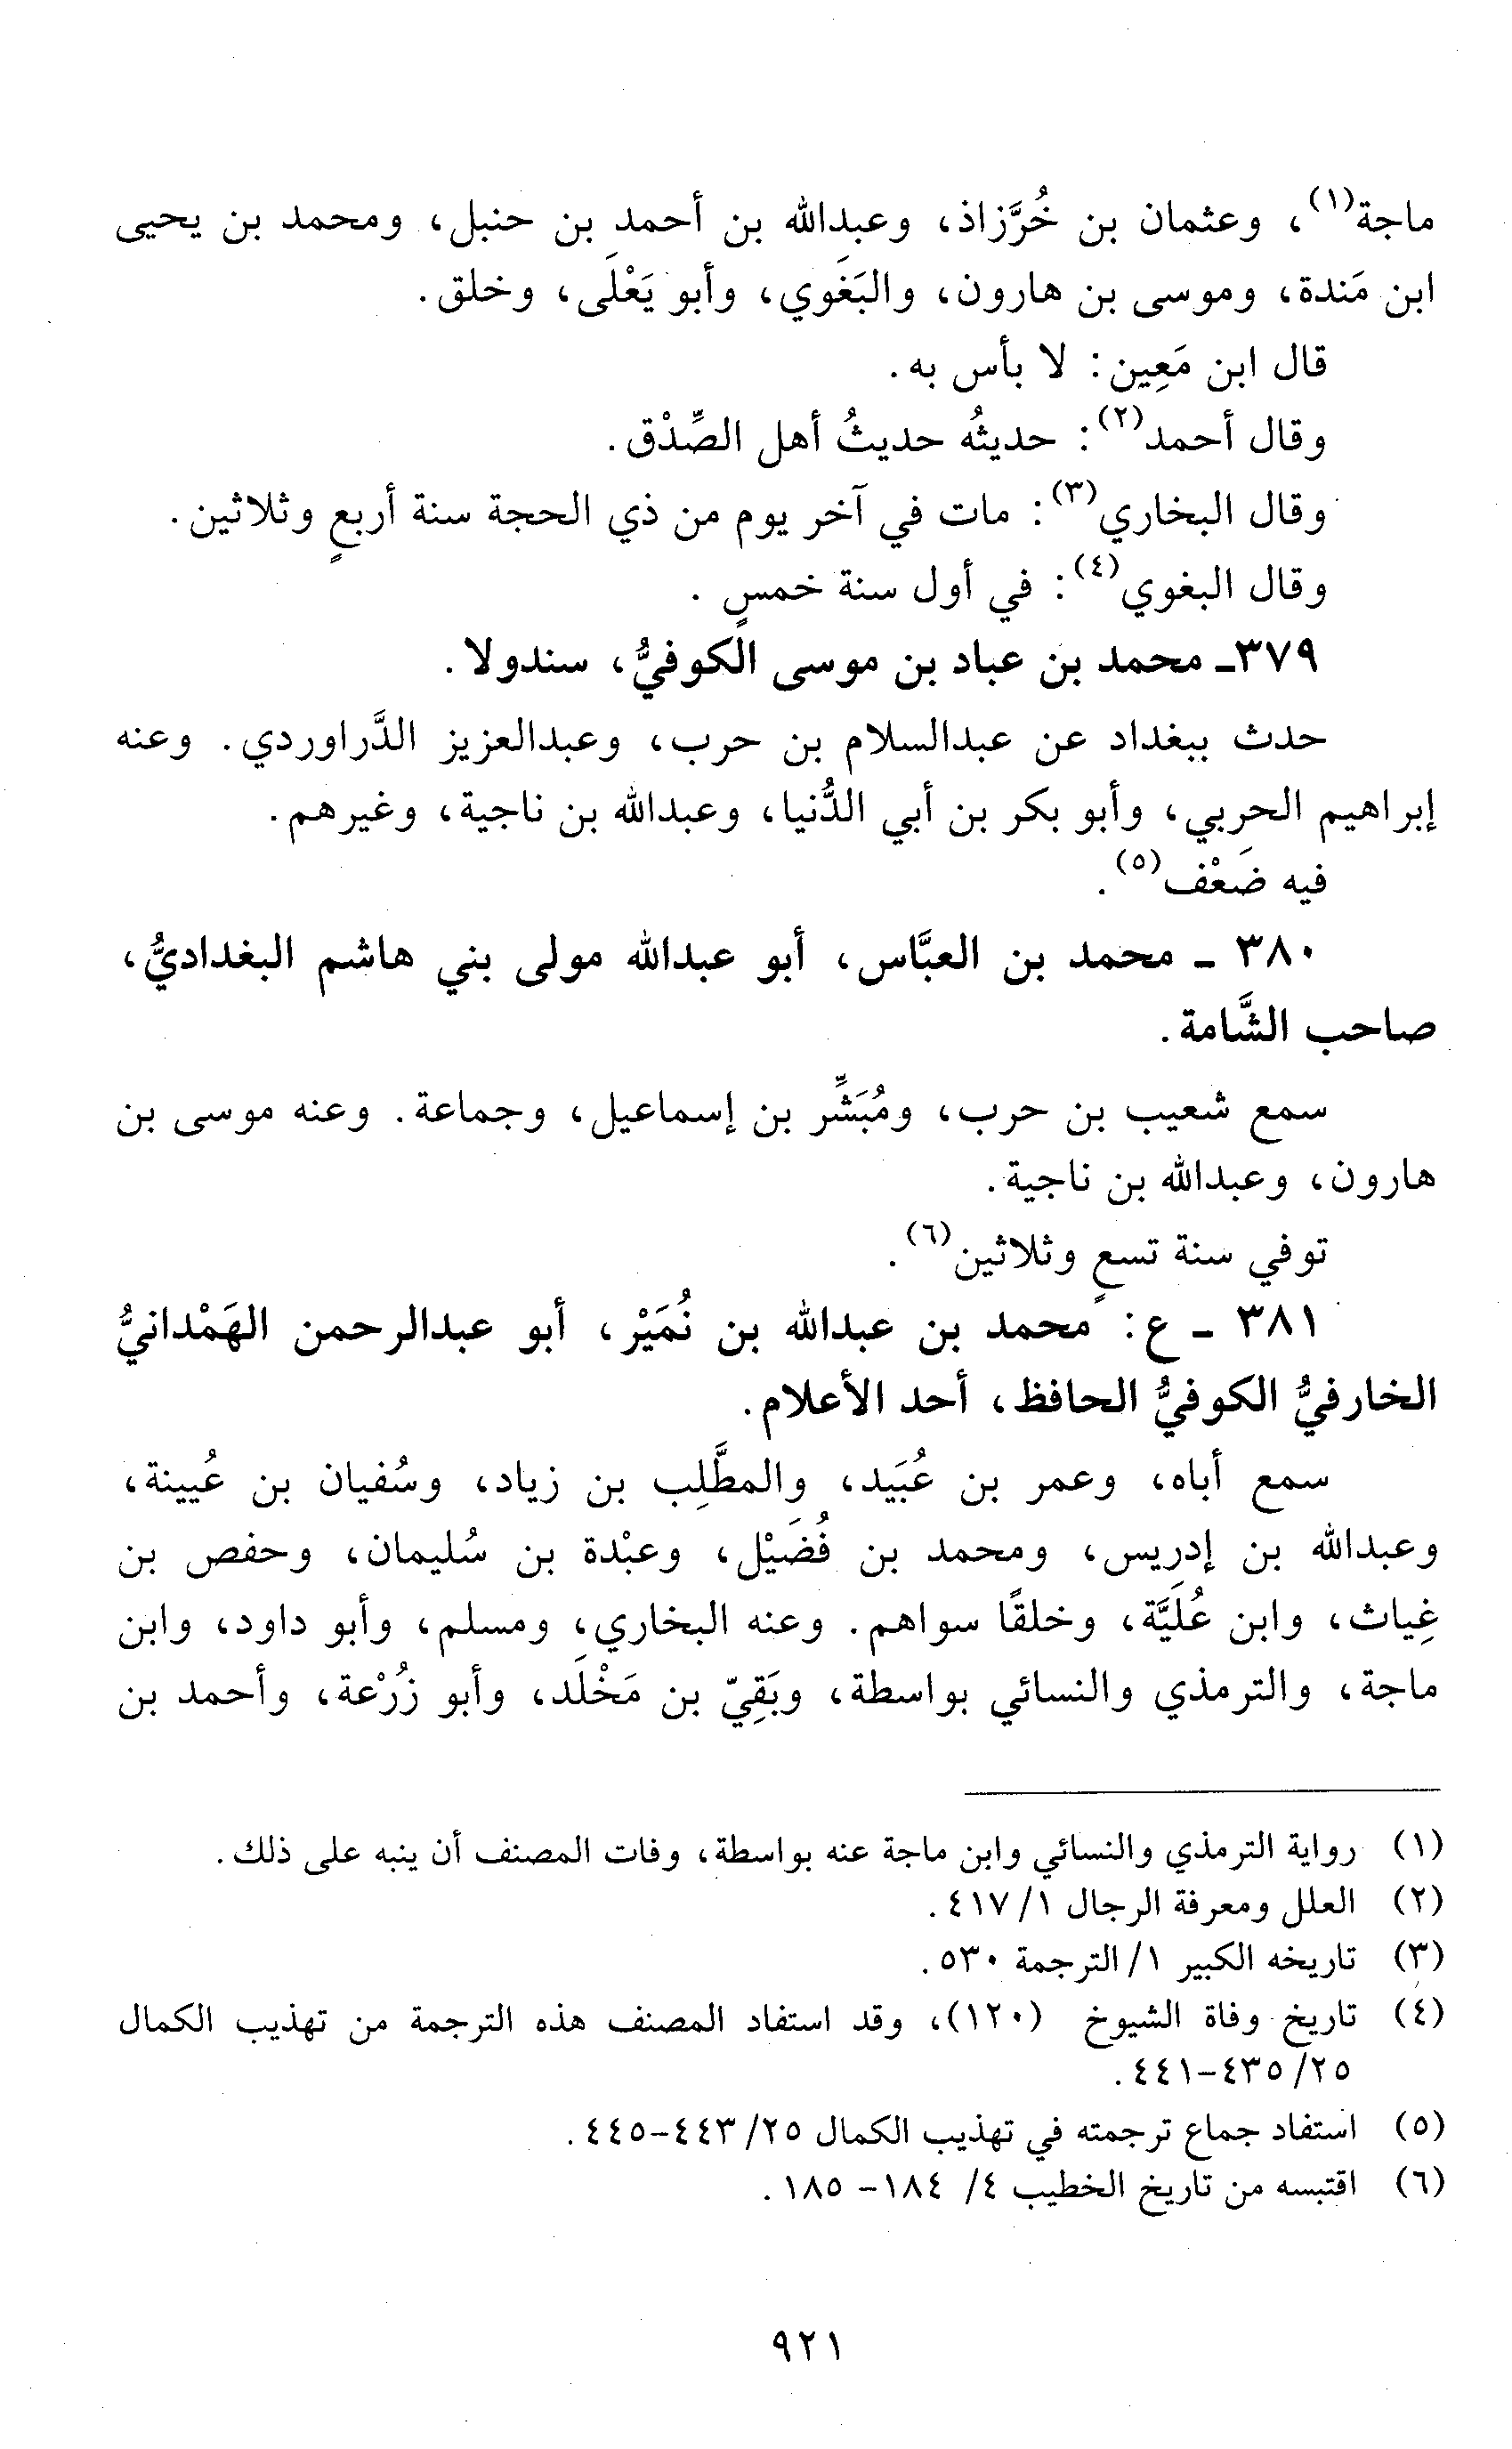 ماجة(١)، وعثمان بن خُرَّزاذ، وعبدالله بن أحمد بن حنبل، ومحمد بن يحيى
ابن مَندة، وموسى بن هارون، والبَغَوي، وأبو يَعْلَى، وخلق.
قال ابن مَعِين: لا بأس به.
وقال أحمد(٢): حديثُه حديثُ أهل الصِّدْق.
وقال البخاري(٣): مات في آخر يوم من ذي الحجة سنة أربعٍ وثلاثين.
وقال البغوي(٤): في أول سنة خمسٍ.
٣٧٩ـ محمد بن عباد بن موسى الكوفيُّ، سندولا.
حدث ببغداد عن عبدالسلام بن حرب، وعبدالعزيز الدَّراوردي. وعنه
إبراهيم الحربي، وأبو بكر بن أبي الدُّنيا، وعبدالله بن ناجية، وغيرهم.
فيه ضَعْف(٥).
٣٨٠ ـ محمد بن العبَّاس، أبو عبدالله مولى بني هاشم البغداديُّ،
صاحب الشَّامة.
سمع شعيب بن حرب، ومُبَشِّر بن إسماعيل، وجماعة. وعنه موسى بن
هارون، وعبدالله بن ناجية.
توفي سنة تسعٍ وثلاثين(٦).
٣٨١ ـ ع: محمد بن عبدالله بن نُمَيْر، أبو عبدالرحمن الهَمْدانيُّ
الخارفيُّ الكوفيُّ الحافظ، أحد الأعلام.
سمع أباه، وعمر بن عُبَيد، والمطَّلِب بن زياد، وسُفيان بن عُيينة،
وعبدالله بن إدريس، ومحمد بن فُضَيْل، وعبْدة بن سُليمان، وحفص بن
غِياث، وابن عُلَيَّة، وخلقًا سواهم. وعنه البخاري، ومسلم، وأبو داود، وابن
ماجة، والترمذي والنسائي بواسطة، وبَقِيّ بن مَخْلَد، وأبو زُرْعة، وأحمد بن
(١) رواية الترمذي والنسائي وابن ماجة عنه بواسطة، وفات المصنف أن ينبه على ذلك.
(٢) العلل ومعرفة الرجال ١/ ٤١٧.
(٣) تاريخه الكبير ١/ الترجمة ٥٣٠.
(٤) تاريخ وفاة الشيوخ (١٢٠)، وقد استفاد المصنف هذه الترجمة من تهذيب الكمال
٢٥/ ٤٣٥-٤٤١.
(٥) استفاد جماع ترجمته في تهذيب الكمال ٢٥/ ٤٤٣-٤٤٥.
(٦) اقتبسه من تاريخ الخطيب ٤/ ١٨٤- ١٨٥.
٩٢١